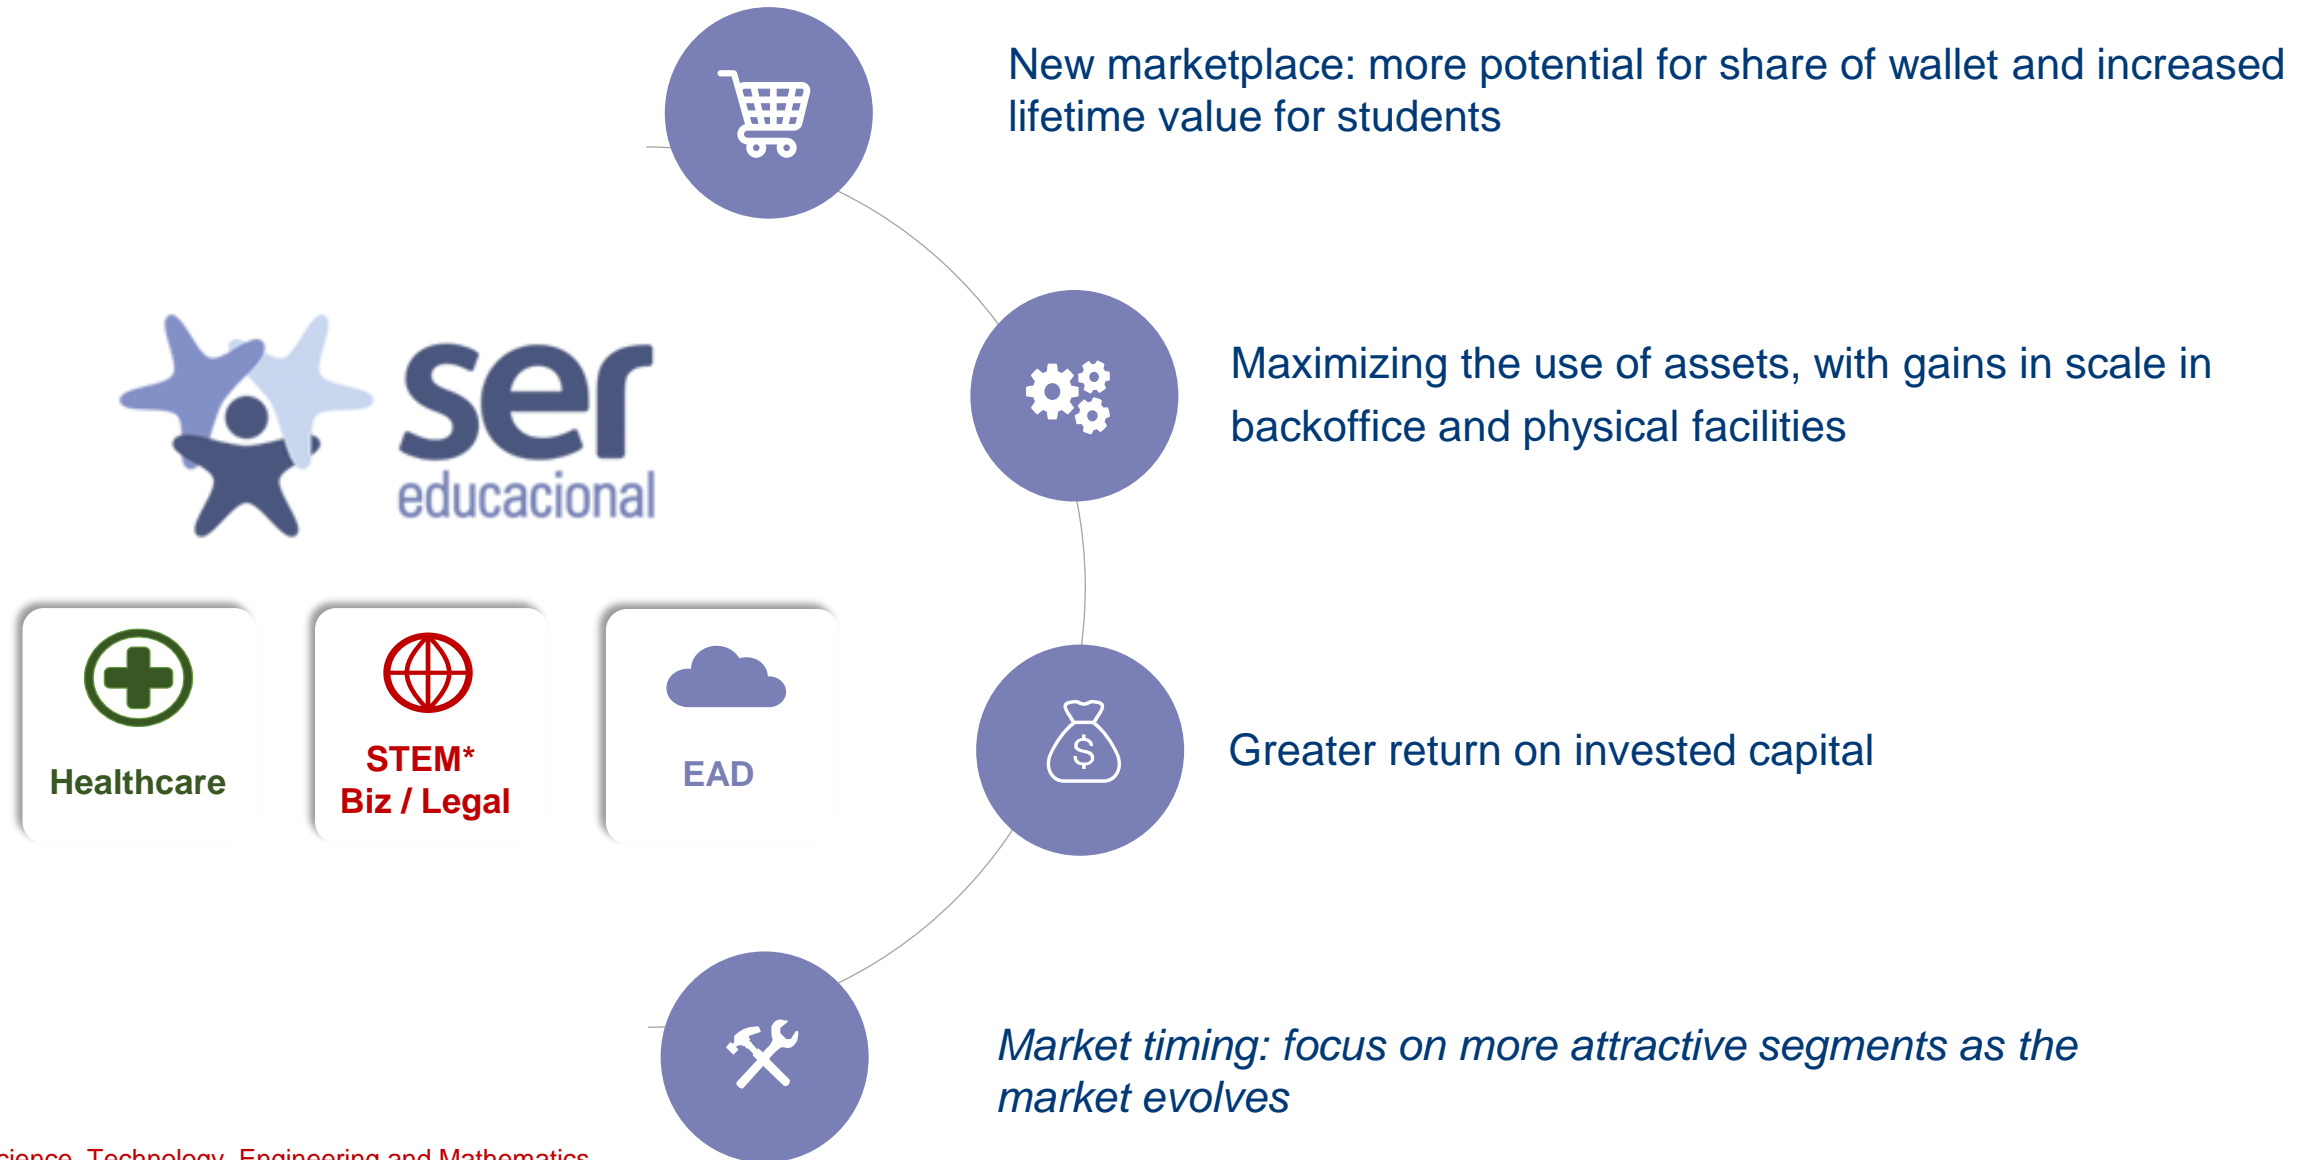 New marketplace: more potential for share of wallet and increased
lifetime value for students
Maximizing the use of assets, with gains in scale in
backoffice and physical facilities
ser
educacional
Healthcare
STEM*
Biz / Legal
EAD
$
Greater return on invested capital
Market timing: focus on more attractive segments as the
market evolves
Technology, Engineering and Mathematics